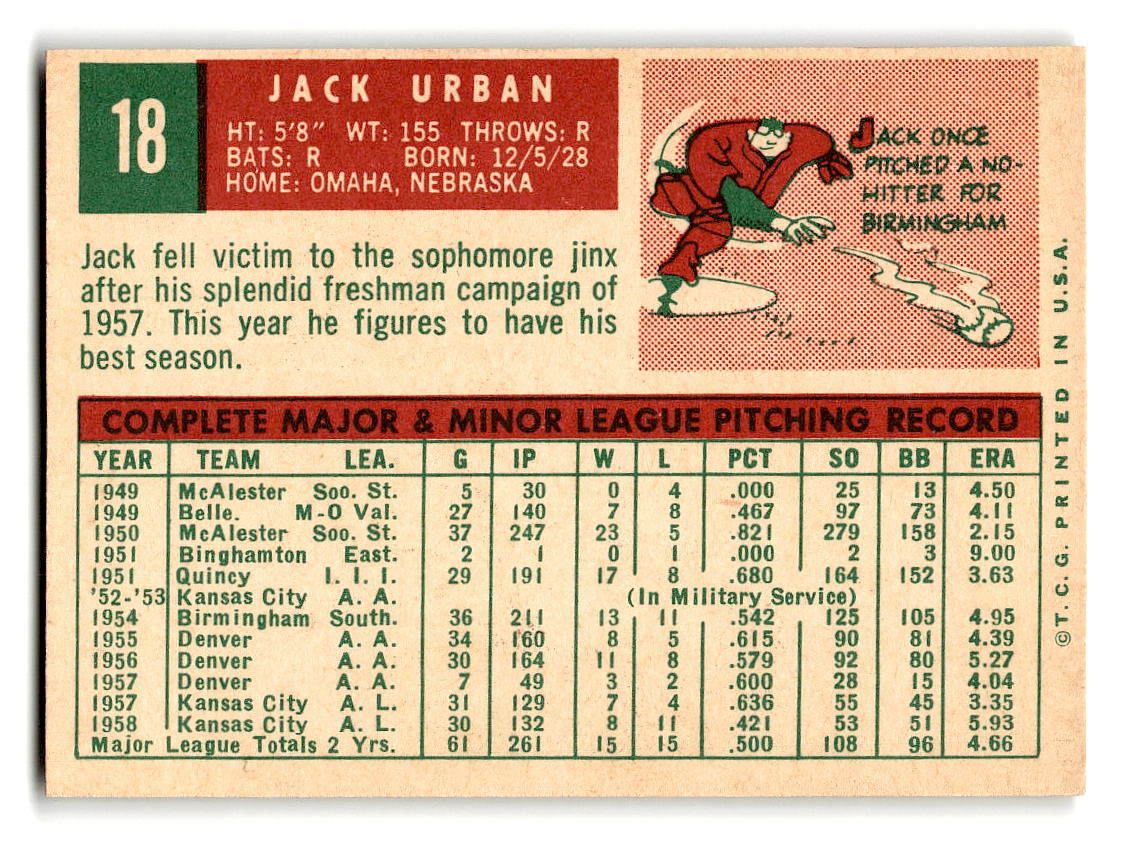 18
JACK URBAN
HT: 5'8" WT: 155 THROWS: R
BATS: R BORN: 12/5/28
HOME: OMAHA, NEBRASKA
JACK ONCE
PITCHED A NO-
HITTER FOR
BIRMINGHAM
Jack fell victim to the sophomore jinx
after his splendid freshman campaign of
1957. This year he figures to have his
best season.
COMPLETE MAJOR & MINOR LEAGUE PITCHING RECORD
YEAR TEAM LEA. G IP W L PCT SO BB ERA
1949 McAlester Soo. St. 5 30 0 4 .000 25 13 4.50
1949 Belle. M-O Val. 27 140 7 8 .467 97 73 4.11
1950 McAlester Soo. St. 37 247 23 5 .821 279 158 2.15
1951 Binghamton East. 2 1 0 1 .000 2 3 9.00
1951 Quincy I. I. I. 29 191 17 8 .680 164 152 3.63
'52-'53 Kansas City A. A. (In Military Service)
1954 Birmingham South. 36 211 13 11 .542 125 105 4.95
1955 Denver A. A. 34 160 8 5 .615 90 81 4.39
1956 Denver A. A. 30 164 11 8 .579 92 80 5.27
1957 Denver A. A. 7 49 3 2 .600 28 15 4.04
1957 Kansas City A. L. 31 129 7 4 .636 55 45 3.35
1958 Kansas City A. L. 30 132 8 11 .421 53 51 5.93
Major League Totals 2 Yrs. 61 261 15 15 .500 108 96 4.66
©T.C.G. PRINTED IN U.S.A.